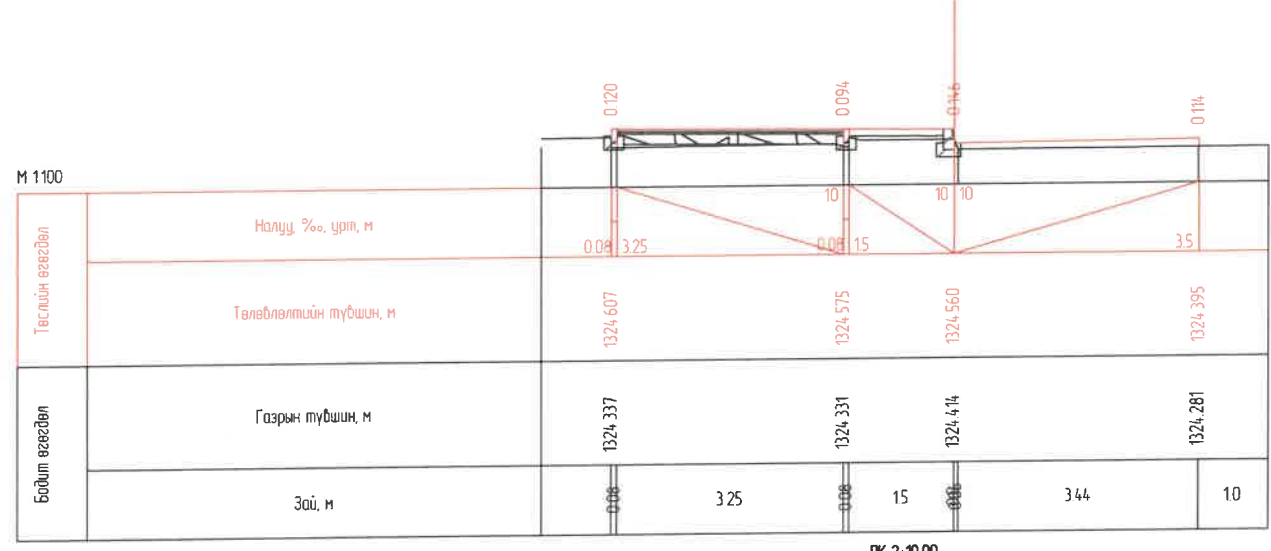 0.120 0.094 0.146 0.114
М 1:100
Төслийн өгөгдөл
Налуу, ‰, урт, м
10 10 10
0.08 3.25 0.08 1.5 3.5
Төлөвлөлтийн түвшин, м
1324.607 1324.575 1324.560 1324.395
Бодит өгөгдөл
Газрын түвшин, м
1324.337 1324.331 1324.414 1324.281
Зай, м
0.08 3.25 0.08 1.5 3.44 1.0